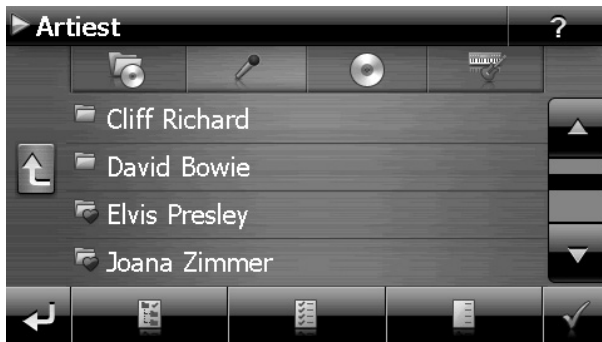 Artiest
?
Cliff Richard
David Bowie
Elvis Presley
Joana Zimmer